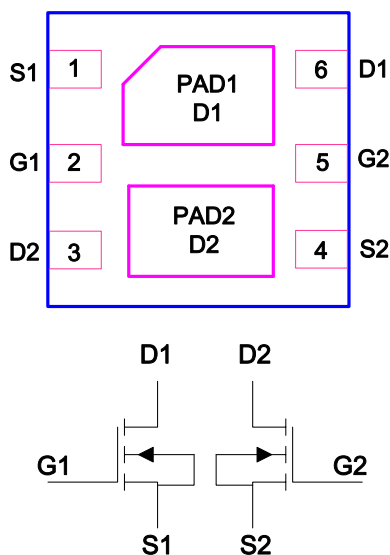 S1 1 PAD1 6 D1
D1
G1 2 5 G2
D2 3 PAD2 4 S2
D2
D1 D2
G1 G2
S1 S2